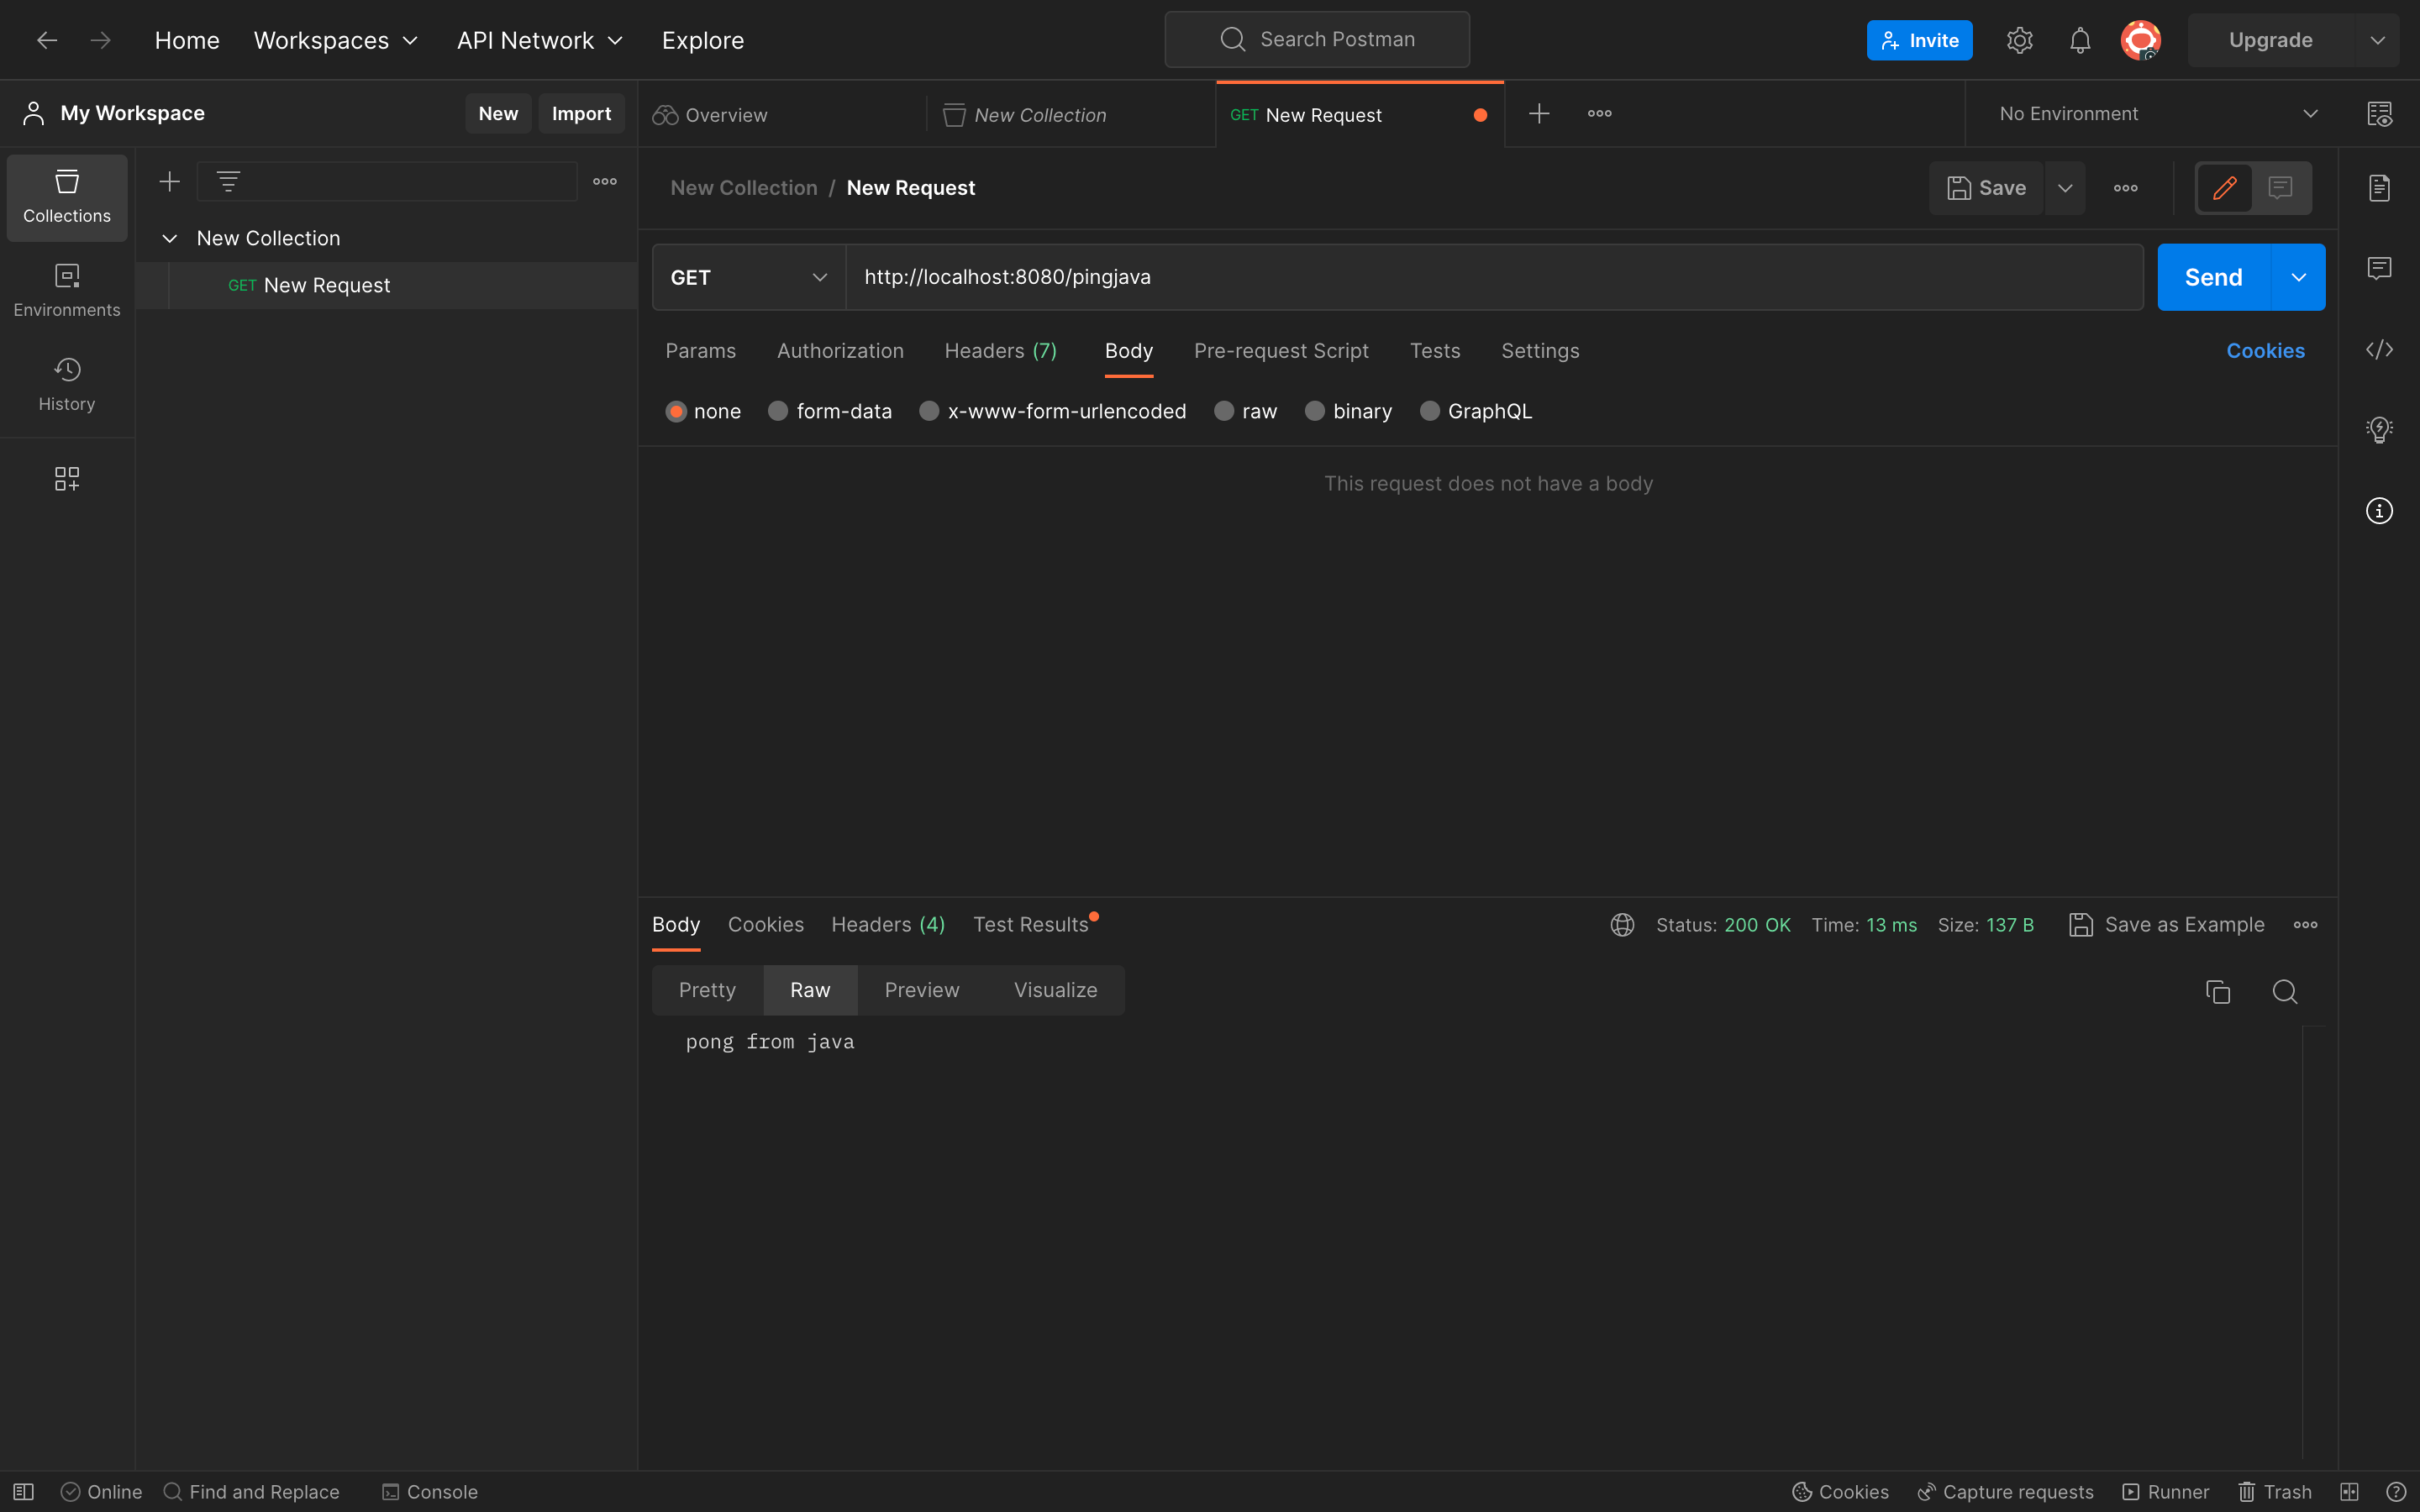 Home Workspaces API Network Explore Search Postman Invite Upgrade
My Workspace New Import Overview New Collection GET New Request No Environment
Collections
Environments
History
New Collection
GET New Request
New Collection / New Request Save
GET http://localhost:8080/pingjava Send
Params Authorization Headers (7) Body Pre-request Script Tests Settings Cookies
none form-data x-www-form-urlencoded raw binary GraphQL
This request does not have a body
Body Cookies Headers (4) Test Results Status: 200 OK Time: 13 ms Size: 137 B Save as Example
Pretty Raw Preview Visualize
pong from java
Online Find and Replace Console Cookies Capture requests Runner Trash